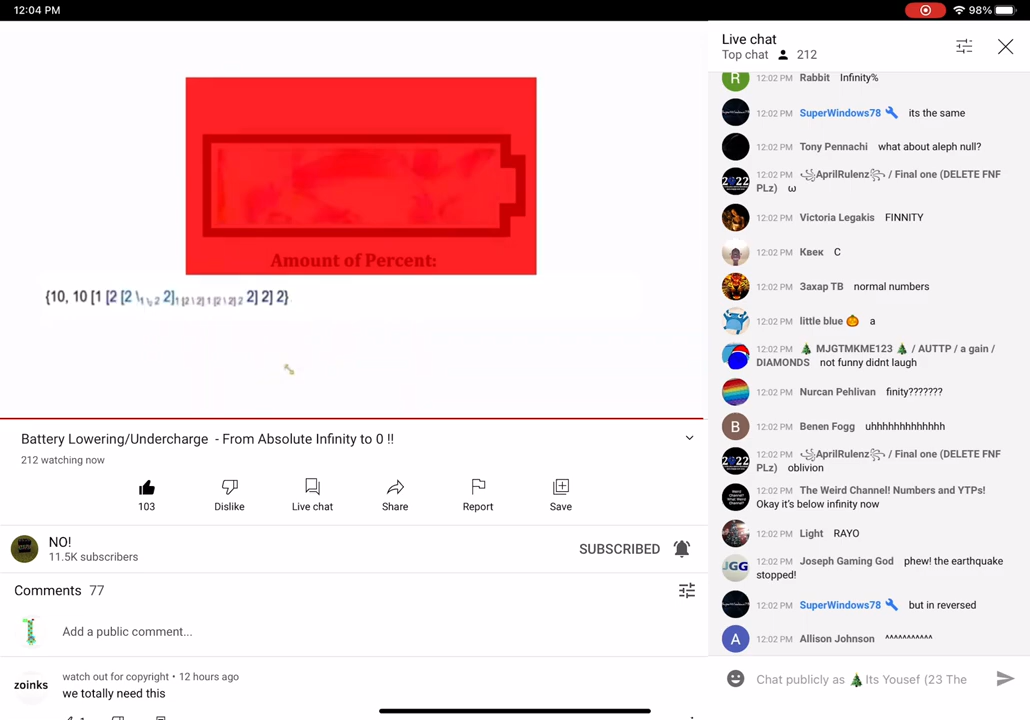 12:04 PM
98%
Amount of Percent:
{10, 10 [1 [2 [2 \
Battery Lowering/Undercharge - From Absolute Infinity to 0 !!
212 watching now
103
Dislike
Live chat
Share
Report
Save
NO!
11.5K subscribers
SUBSCRIBED
Comments 77
Add a public comment...
zoinks
watch out for copyright • 12 hours ago
we totally need this
Live chat
Top chat 212
R
12:02 PM Rabbit Infinity%
12:02 PM SuperWindows78 its the same
12:02 PM Tony Pennachi what about aleph null?
12:02 PM ꧁AprilRulenz꧂ / Final one (DELETE FNF
PLz) ω
12:02 PM Victoria Legakis FINNITY
12:02 PM Квек С
12:02 PM Захар ТВ normal numbers
12:02 PM little blue 🎃 a
12:02 PM 🎄 MJGTMKME123 🎄 / AUTTP / a gain /
DIAMONDS not funny didnt laugh
12:02 PM Nurcan Pehlivan finity???????
B
12:02 PM Benen Fogg uhhhhhhhhhhhhh
12:02 PM ꧁AprilRulenz꧂ / Final one (DELETE FNF
PLz) oblivion
12:02 PM The Weird Channel! Numbers and YTPs!
Okay it's below infinity now
12:02 PM Light RAYO
JGG
12:02 PM Joseph Gaming God phew! the earthquake
stopped!
12:02 PM SuperWindows78 but in reversed
A
12:02 PM Allison Johnson ^^^^^^^^^^^
Chat publicly as 🎄Its Yousef (23 The